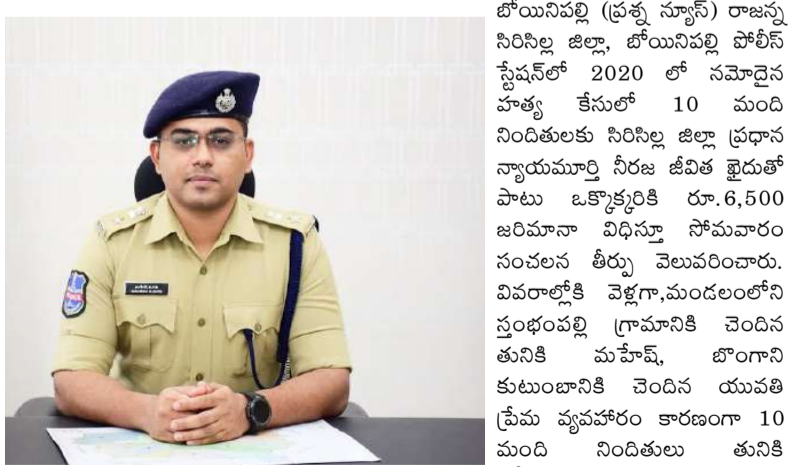 బోయినిపల్లి (ప్రశ్న న్యూస్) రాజన్న
సిరిసిల్ల జిల్లా, బోయినిపల్లి పోలీస్
స్టేషన్‌లో 2020 లో నమోదైన
హత్య కేసులో 10 మంది
నిందితులకు సిరిసిల్ల జిల్లా ప్రధాన
న్యాయమూర్తి నీరజ జీవిత ఖైదుతో
పాటు ఒక్కొక్కరికి రూ.6,500
జరిమానా విధిస్తూ సోమవారం
సంచలన తీర్పు వెలువరించారు.
వివరాల్లోకి వెళ్లగా,మండలంలోని
స్తంభంపల్లి గ్రామానికి చెందిన
తునికి మహేష్, బొంగాని
కుటుంబానికి చెందిన యువతి
ప్రేమ వ్యవహారం కారణంగా 10
మంది నిందితులు తునికి